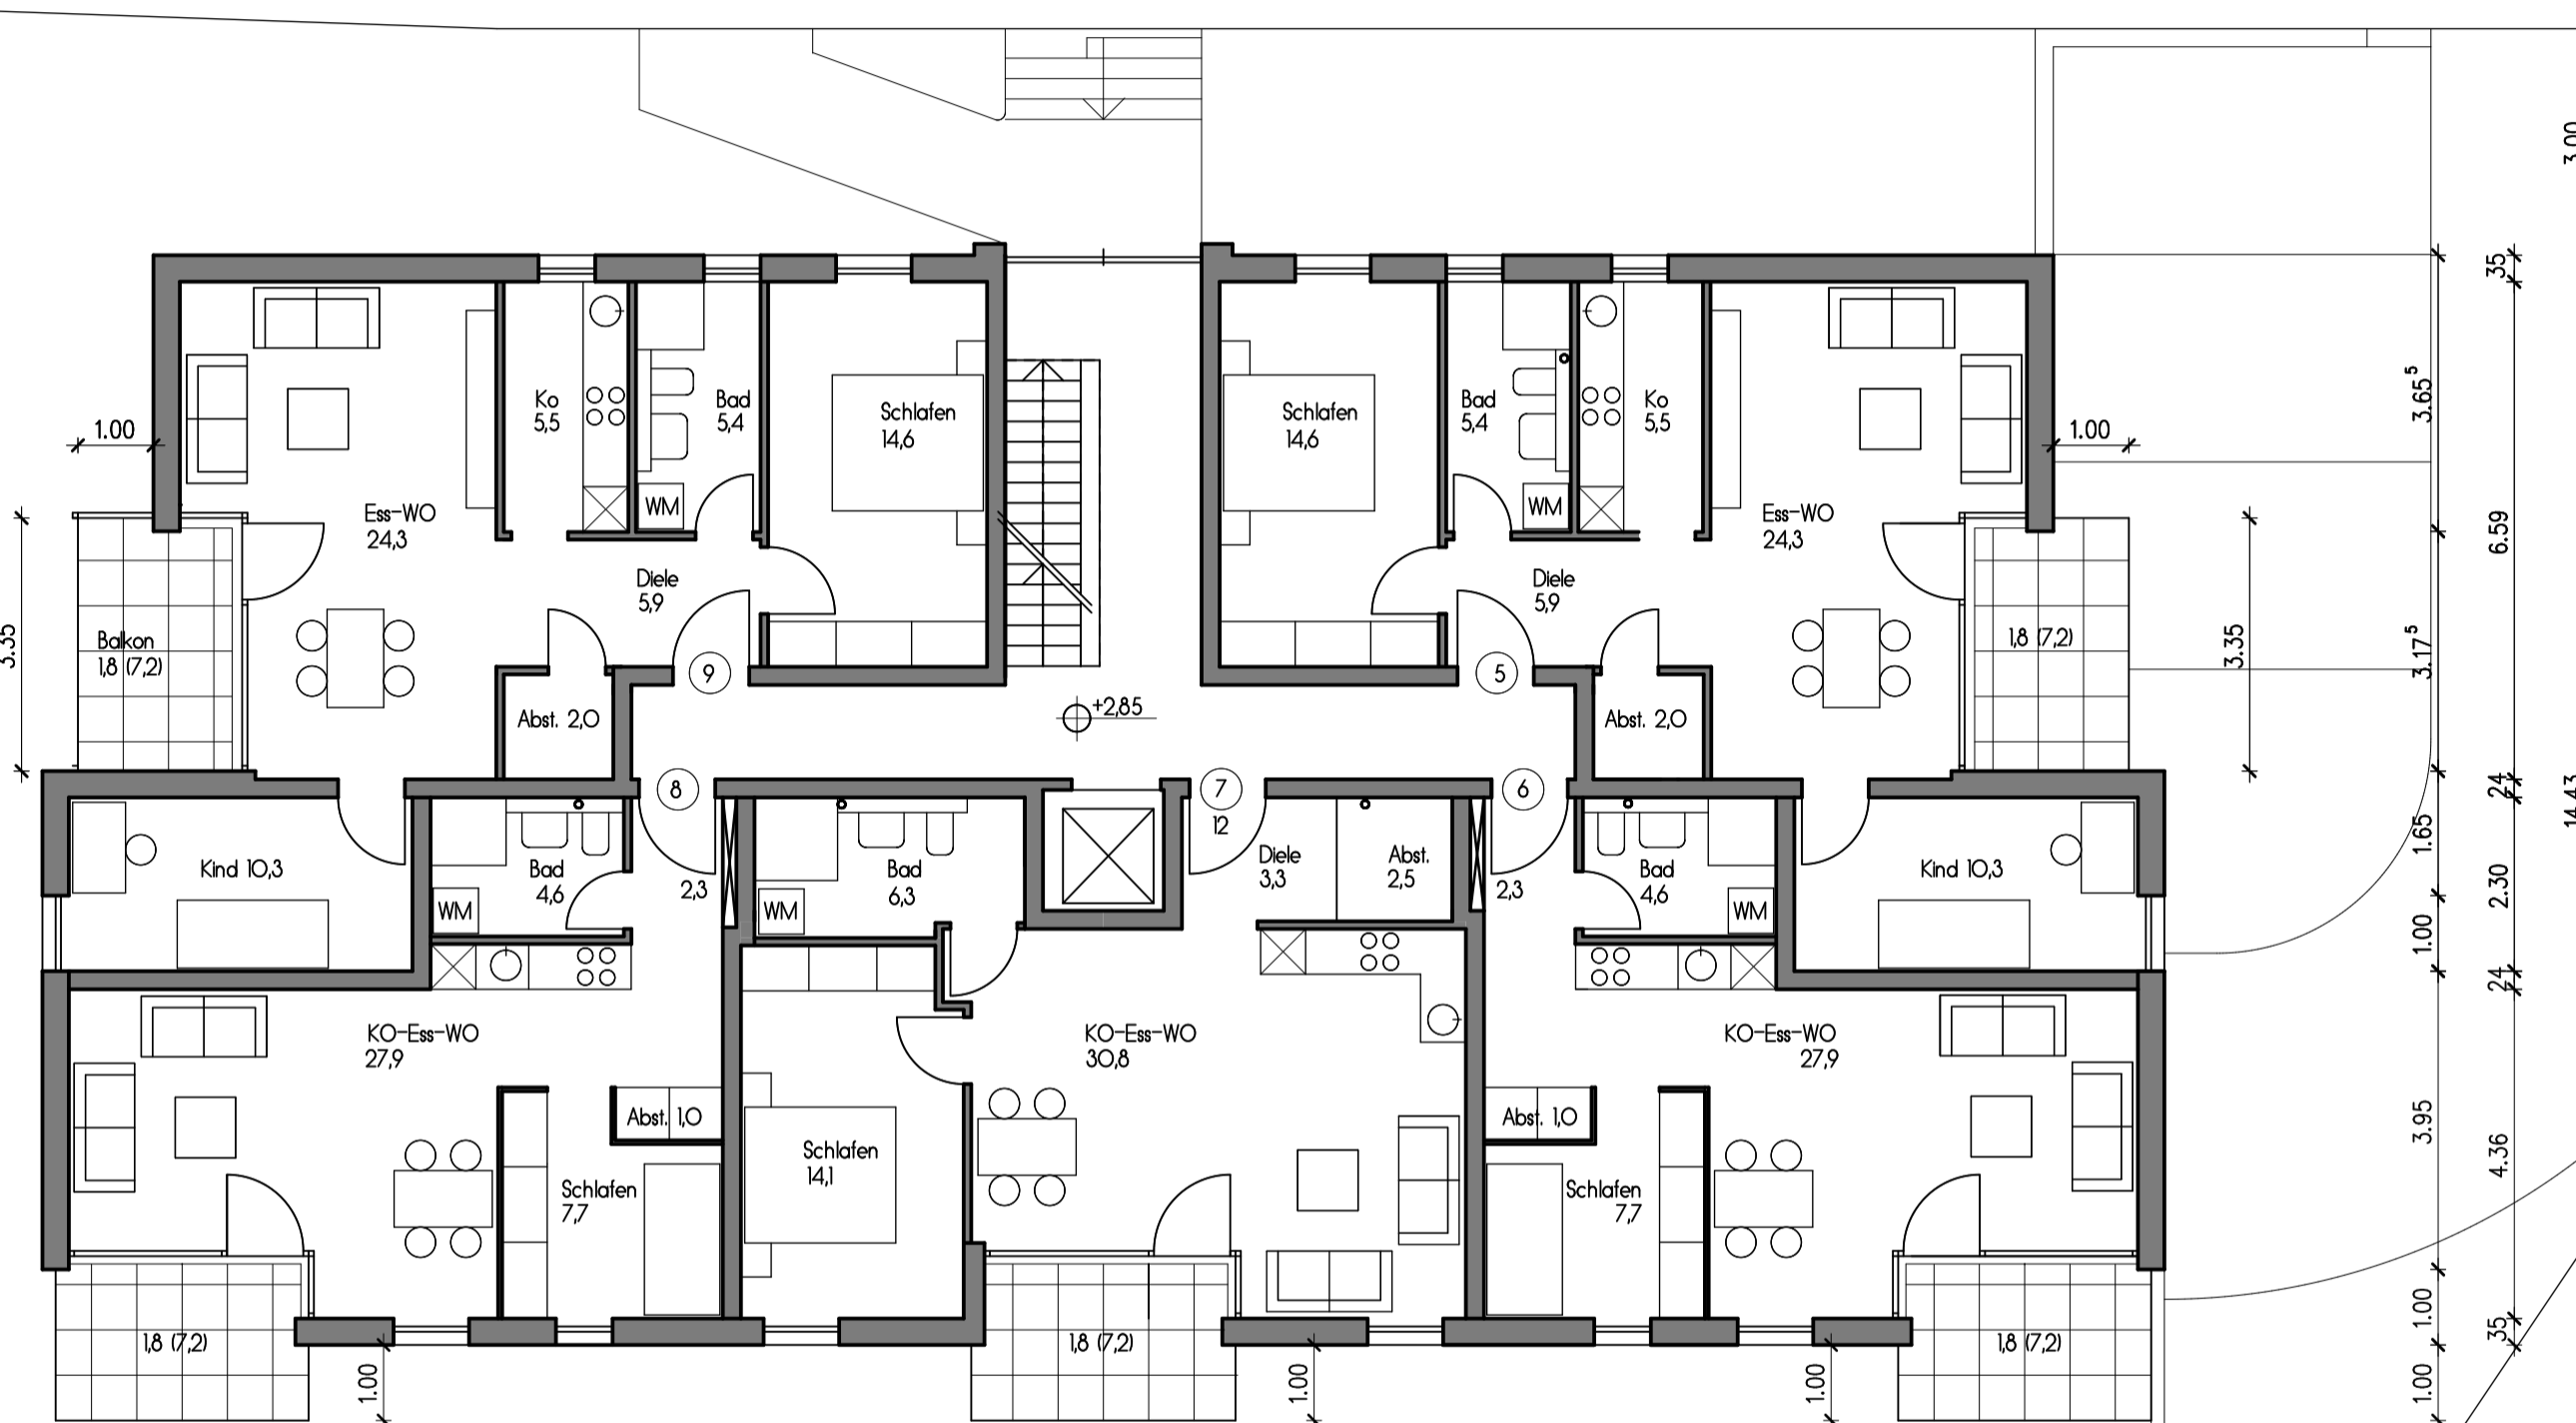 3.00
35
Ko
5,5
Bad
5,4
Schlafen
14,6
Schlafen
14,6
Bad
5,4
Ko
5,5
3.65⁵
1.00
1.00
WM
WM
Ess-WO
24,3
Ess-WO
24,3
6.59
Diele
5,9
Diele
5,9
3.35
Balkon
1,8 (7,2)
1,8 (7,2)
3.35
3.17⁵
9
5
Abst. 2,0
+2,85
Abst. 2,0
8
7
12
6
24
14.43
Kind 10,3
Bad
4,6
2,3
Bad
6,3
Diele
3,3
Abst.
2,5
2,3
Bad
4,6
Kind 10,3
1.65
2.30
WM
WM
WM
1.00
24
KO-Ess-WO
27,9
KO-Ess-WO
30,8
KO-Ess-WO
27,9
Abst. 1,0
Abst. 1,0
3.95
4.36
Schlafen
14,1
Schlafen
7,7
Schlafen
7,7
1,8 (7,2)
1,8 (7,2)
1,8 (7,2)
1.00
35
1.00
1.00
1.00
1.00